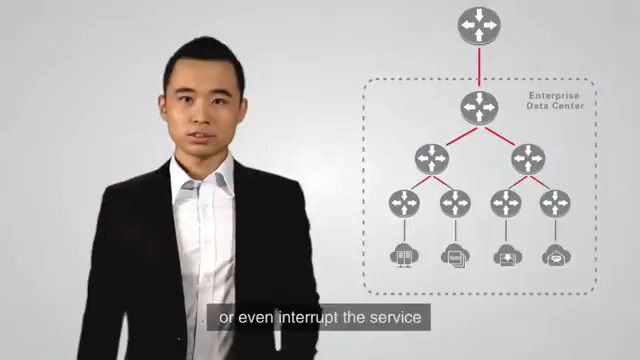 Enterprise
Data Center
or even interrupt the service